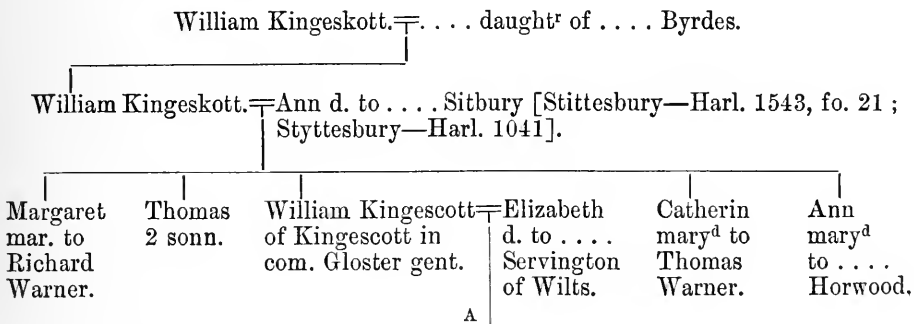 William Kingeskott.=. . . . daughtʳ of . . . . Byrdes.
William Kingeskott.=Ann d. to . . . . Sitbury [Stittesbury—Harl. 1543, fo. 21 ;
Styttesbury—Harl. 1041].
Margaret
mar. to
Richard
Warner.
Thomas
2 sonn.
William Kingescott=
of Kingescott in
com. Gloster gent.
Elizabeth
d. to . . . .
Servington
of Wilts.
Catherin
maryᵈ to
Thomas
Warner.
Ann
maryᵈ
to . . . .
Horwood.
A